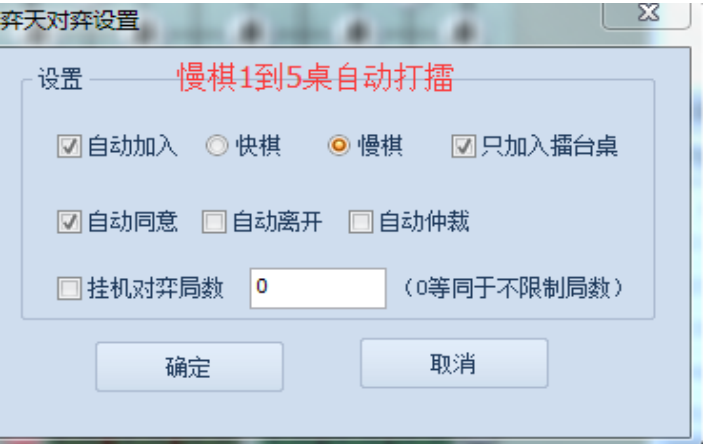 弈天对弈设置
设置
慢棋1到5桌自动打擂
自动加入 快棋 慢棋 只加入擂台桌
自动同意 自动离开 自动仲裁
挂机对弈局数 0 （0等同于不限制局数）
确定 取消